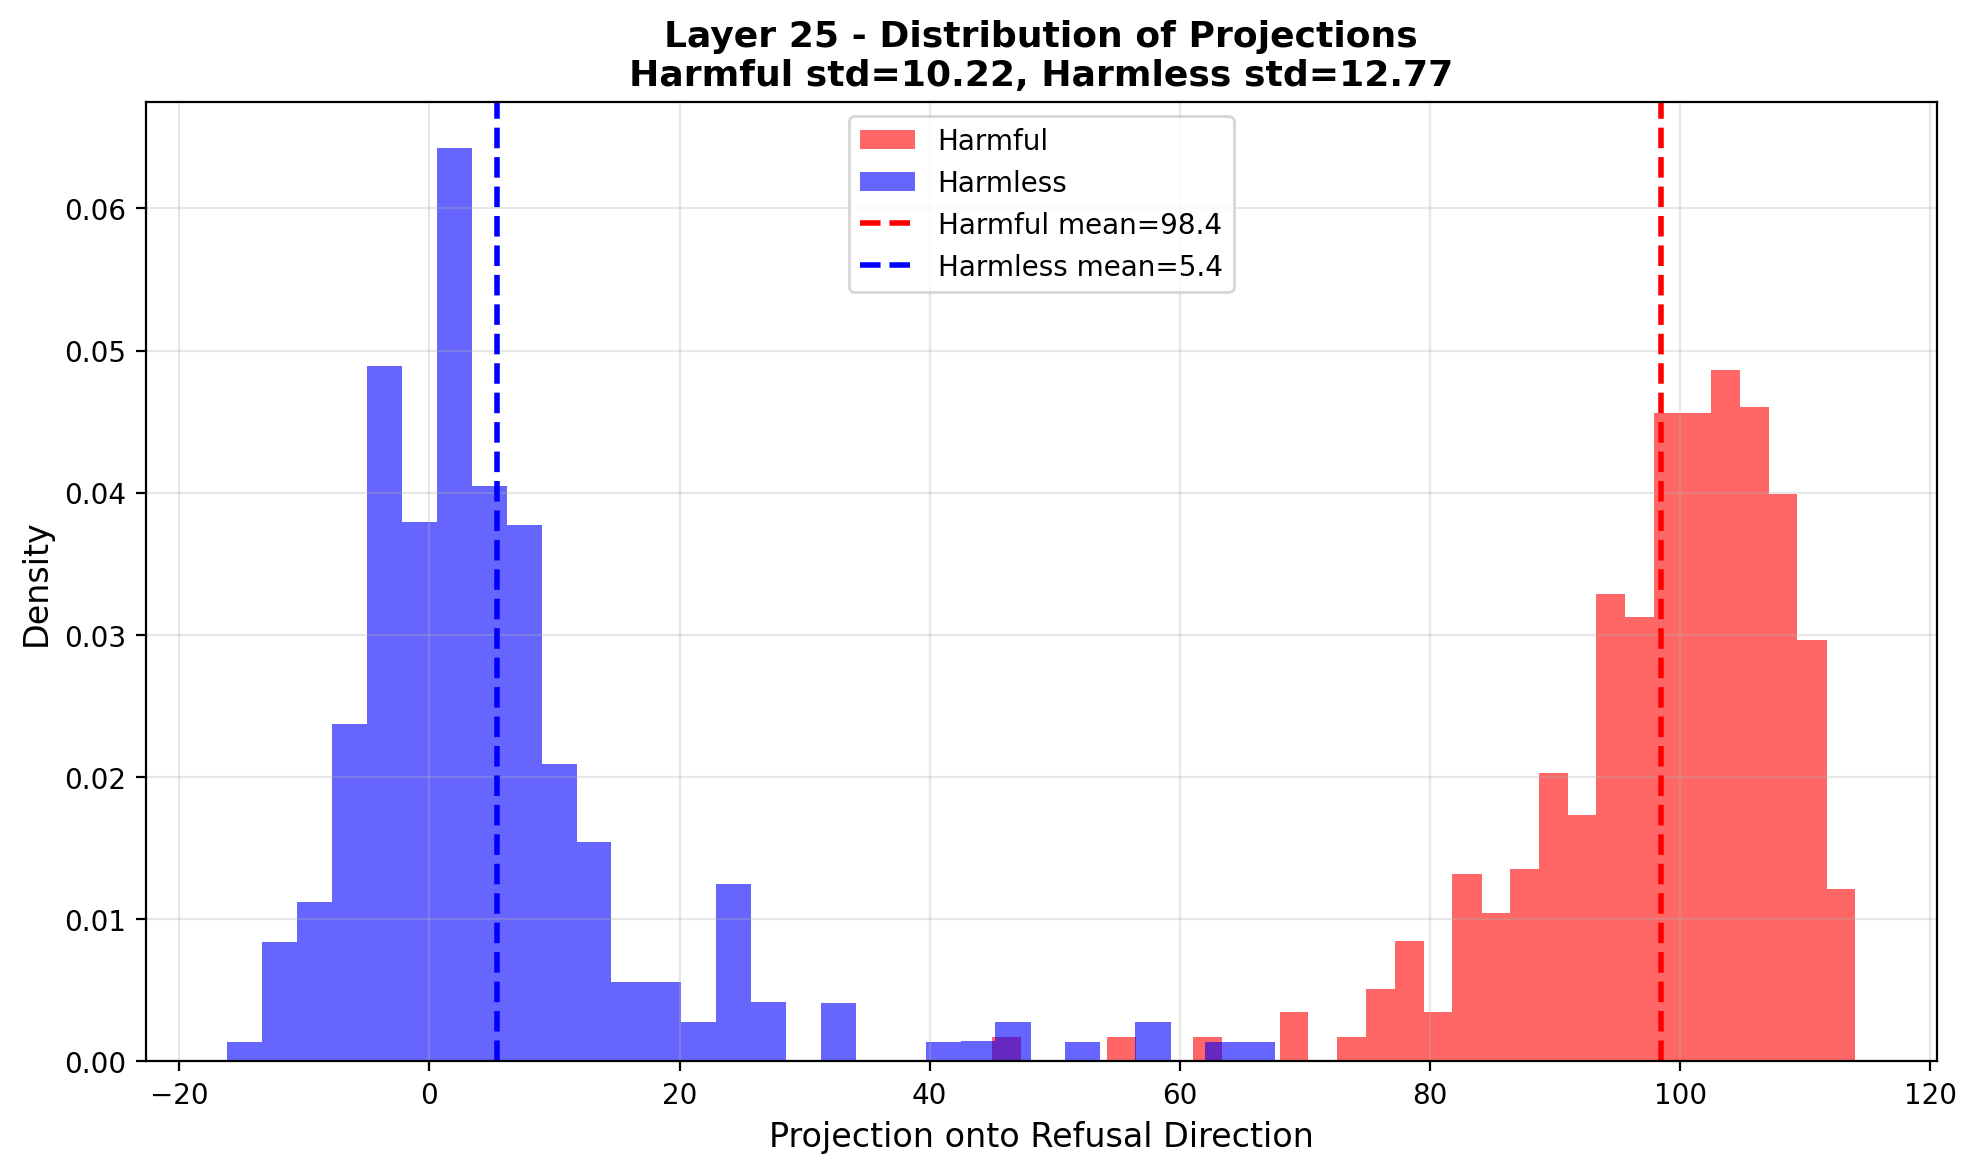 Layer 25 - Distribution of Projections
Harmful std=10.22, Harmless std=12.77
Harmful
Harmless
Harmful mean=98.4
Harmless mean=5.4
Density
0.06
0.05
0.04
0.03
0.02
0.01
0.00
−20
0
20
40
60
80
100
120
Projection onto Refusal Direction